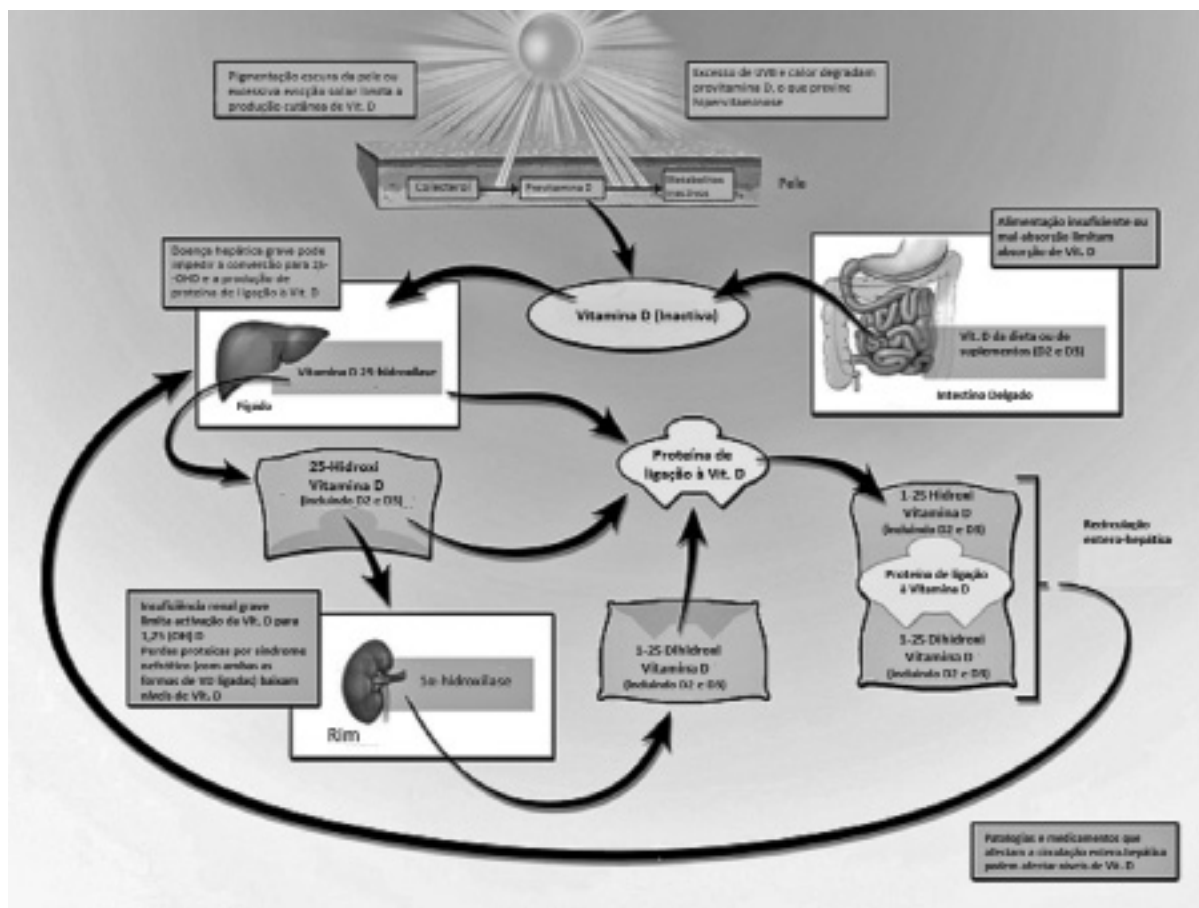 Pigmentação escura da pele ou
excessiva evicção solar limita a
produção cutânea de Vit. D
Excesso de UVB e calor degradam
previtamina D, o que previne
hipervitaminose
Colesterol
Previtamina D
Metabolitos
inactivos
Pele
Doença hepática grave pode
impedir a conversão para 25-
-OHD e a produção de
proteína de ligação à Vit. D
Vitamina D (Inactiva)
Alimentação insuficiente ou
mal absorção limitam
absorção de Vit. D
Vitamina D 25-hidroxilase
Fígado
Vit. D da dieta ou de
suplementos (D2 e D3)
Intestino Delgado
25-Hidroxi
Vitamina D
(incluindo D2 e D3)
Proteína de
ligação à Vit. D
1-25 Hidroxi
Vitamina D
(incluindo D2 e D3)
Proteína de ligação
à Vitamina D
1-25 Dihidroxi
Vitamina D
(incluindo D2 e D3)
Recirculação
entero-hepática
Insuficiência renal grave
limita activação da Vit. D para
1,25 (OH) D
Perdas proteicas por síndrome
nefrótico (com ambas as
formas de VD ligadas) baixam
níveis de Vit. D
1α-hidroxilase
Rim
1-25 Dihidroxi
Vitamina D
(incluindo D2 e D3)
Patologias e medicamentos que
afectam a circulação entero-hepática
podem afectar níveis de Vit. D